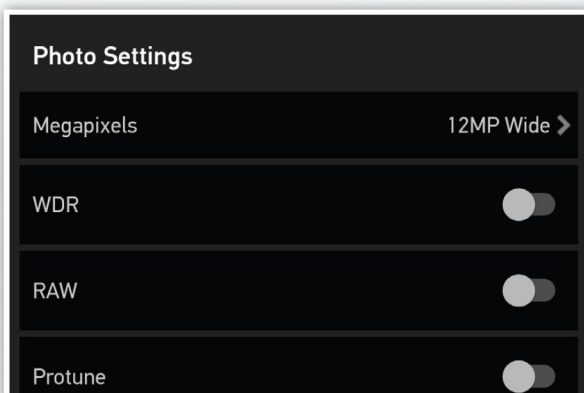 Photo Settings
Megapixels 12MP Wide
WDR
RAW
Protune